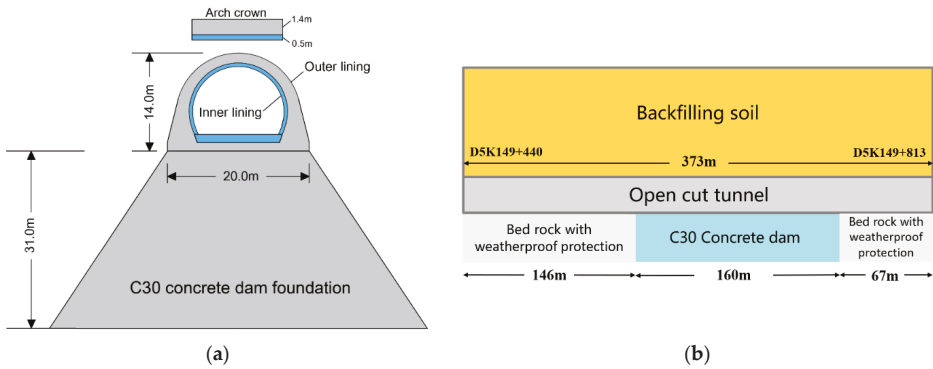 Arch crown
1.4m
0.5m
Outer lining
Inner lining
14.0m
20.0m
31.0m
C30 concrete dam foundation
(a)
Backfilling soil
D5K149+440
D5K149+813
373m
Open cut tunnel
Bed rock with
weatherproof protection
C30 Concrete dam
Bed rock with
weatherproof
protection
146m
160m
67m
(b)